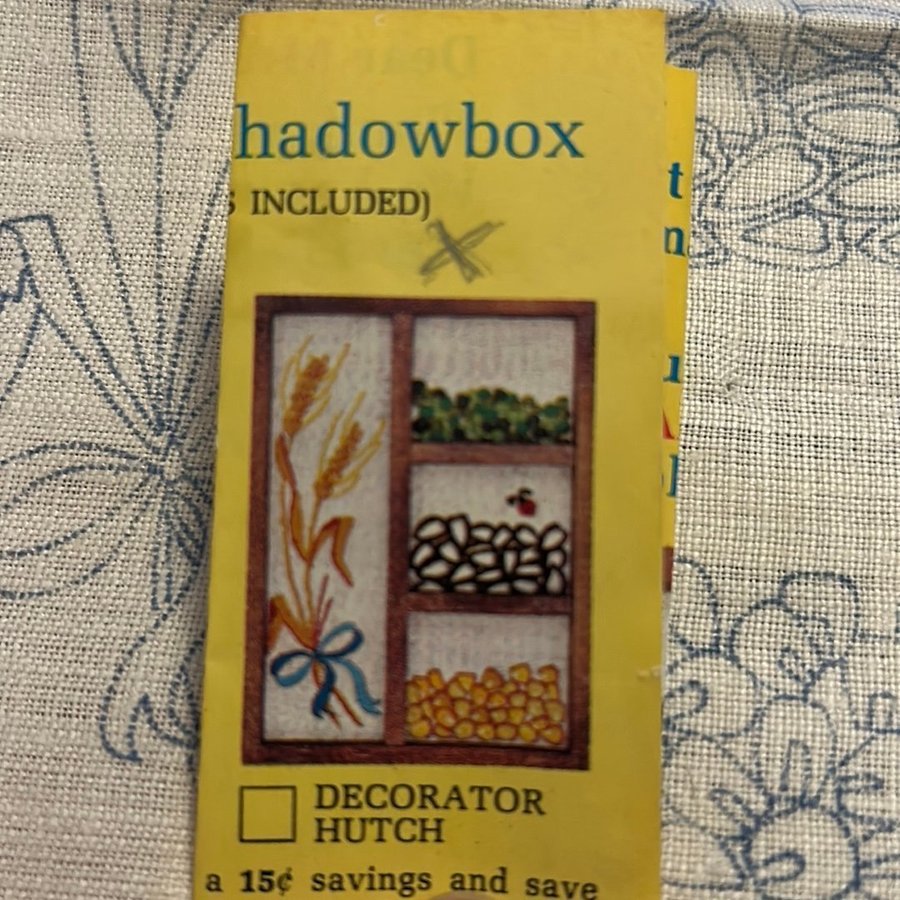 hadowbox
INCLUDED)
t
n
u
DECORATOR
HUTCH
a 15¢ savings and save